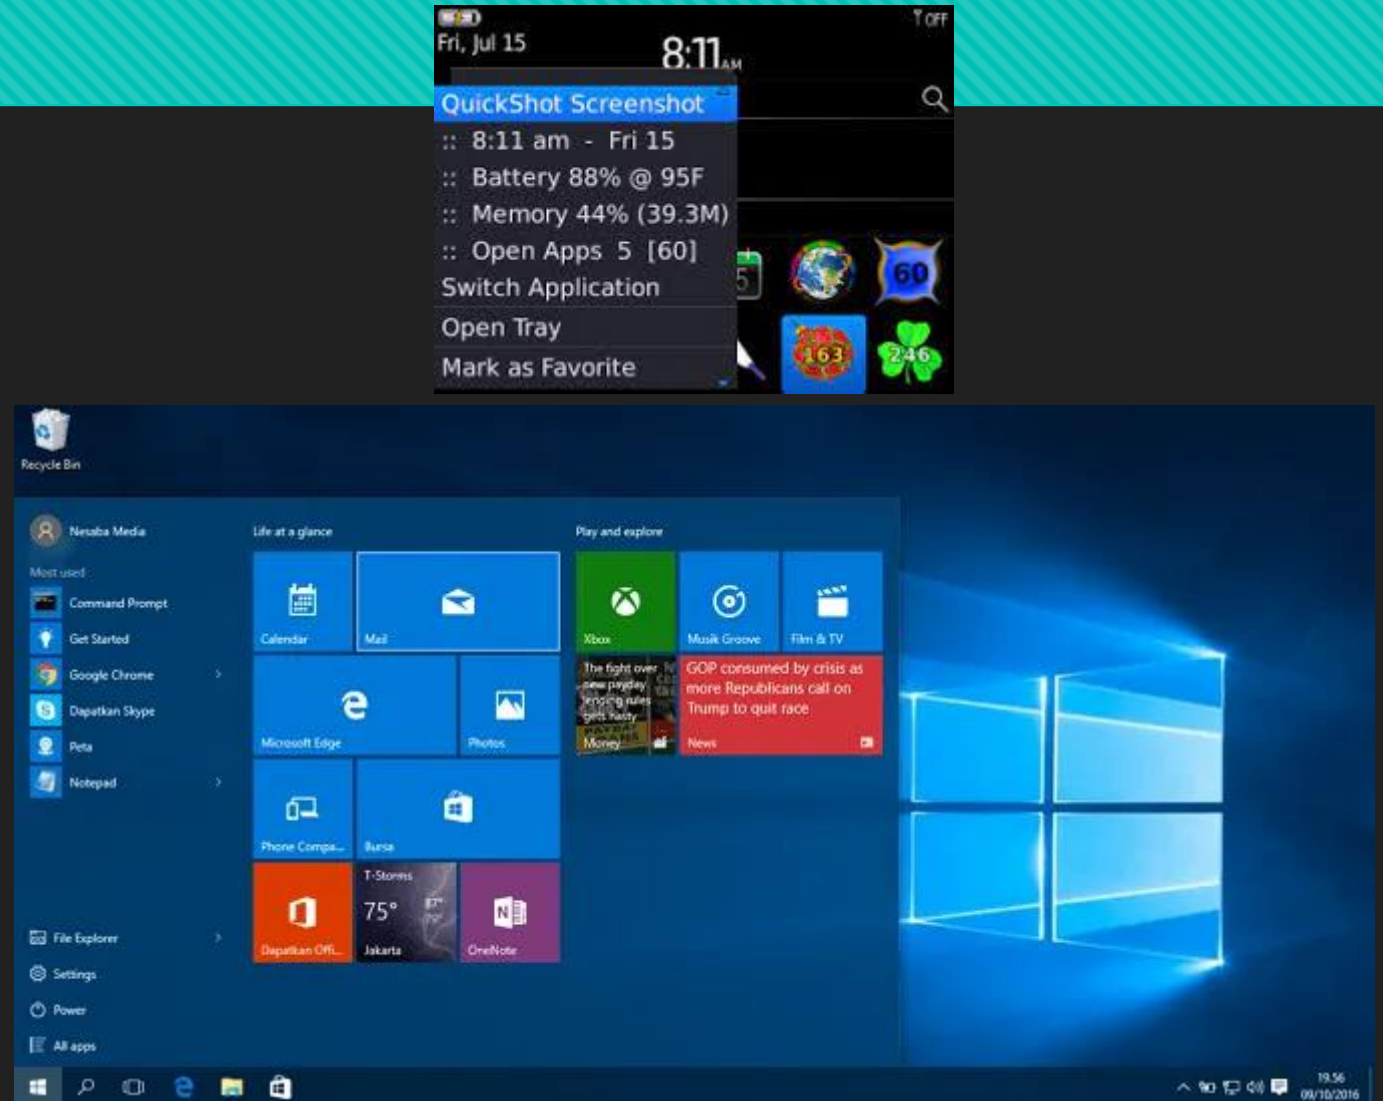 OFF
Fri, Jul 15
8:11 AM
QuickShot Screenshot
:: 8:11 am - Fri 15
:: Battery 88% @ 95F
:: Memory 44% (39.3M)
:: Open Apps 5 [60]
Switch Application
Open Tray
Mark as Favorite
5
60
163
246
Recycle Bin
Nesaba Media
Most used
Command Prompt
Get Started
Google Chrome
Dapatkan Skype
Peta
Notepad
File Explorer
Settings
Power
All apps
Life at a glance
Calendar
Mail
Microsoft Edge
Photos
Phone Compa...
Bursa
Dapatkan Offi...
T-Storms
75°
Jakarta
OneNote
Play and explore
Xbox
Musik Groove
Film & TV
The fight over
new payday
lending rules
gets nasty
Money
GOP consumed by crisis as
more Republicans call on
Trump to quit race
News
19.56
09/10/2016